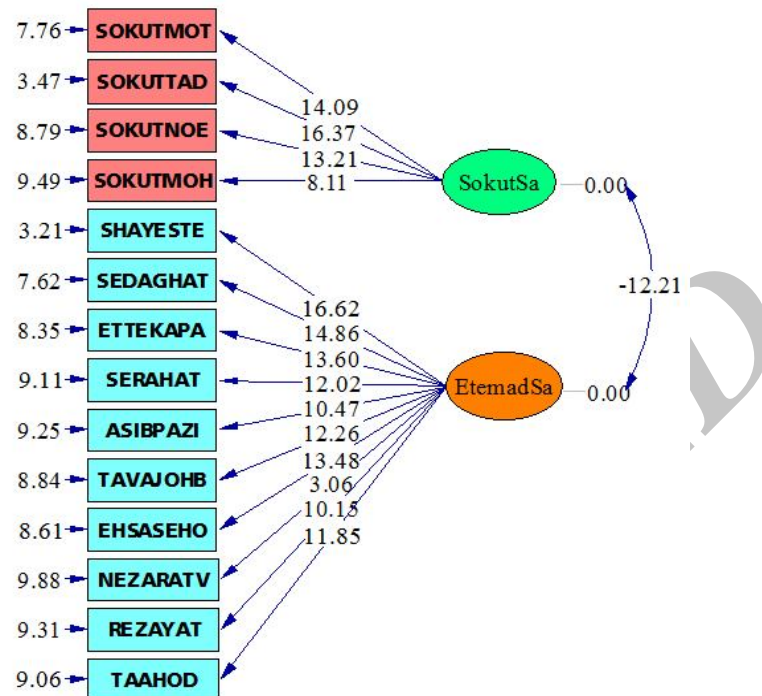 7.76 SOKUTMOT
3.47 SOKUTTAD
8.79 SOKUTNOE
9.49 SOKUTMOH
14.09
16.37
13.21
8.11
SokutSa 0.00
-12.21
3.21 SHAYESTE
7.62 SEDAGHAT
8.35 ETTEKAPA
9.11 SERAHAT
9.25 ASIBPAZI
8.84 TAVAJOHB
8.61 EHSASEHO
9.88 NEZARATV
9.31 REZAYAT
9.06 TAAHOD
16.62
14.86
13.60
12.02
10.47
12.26
13.48
3.06
10.15
11.85
EtemadSa 0.00
D